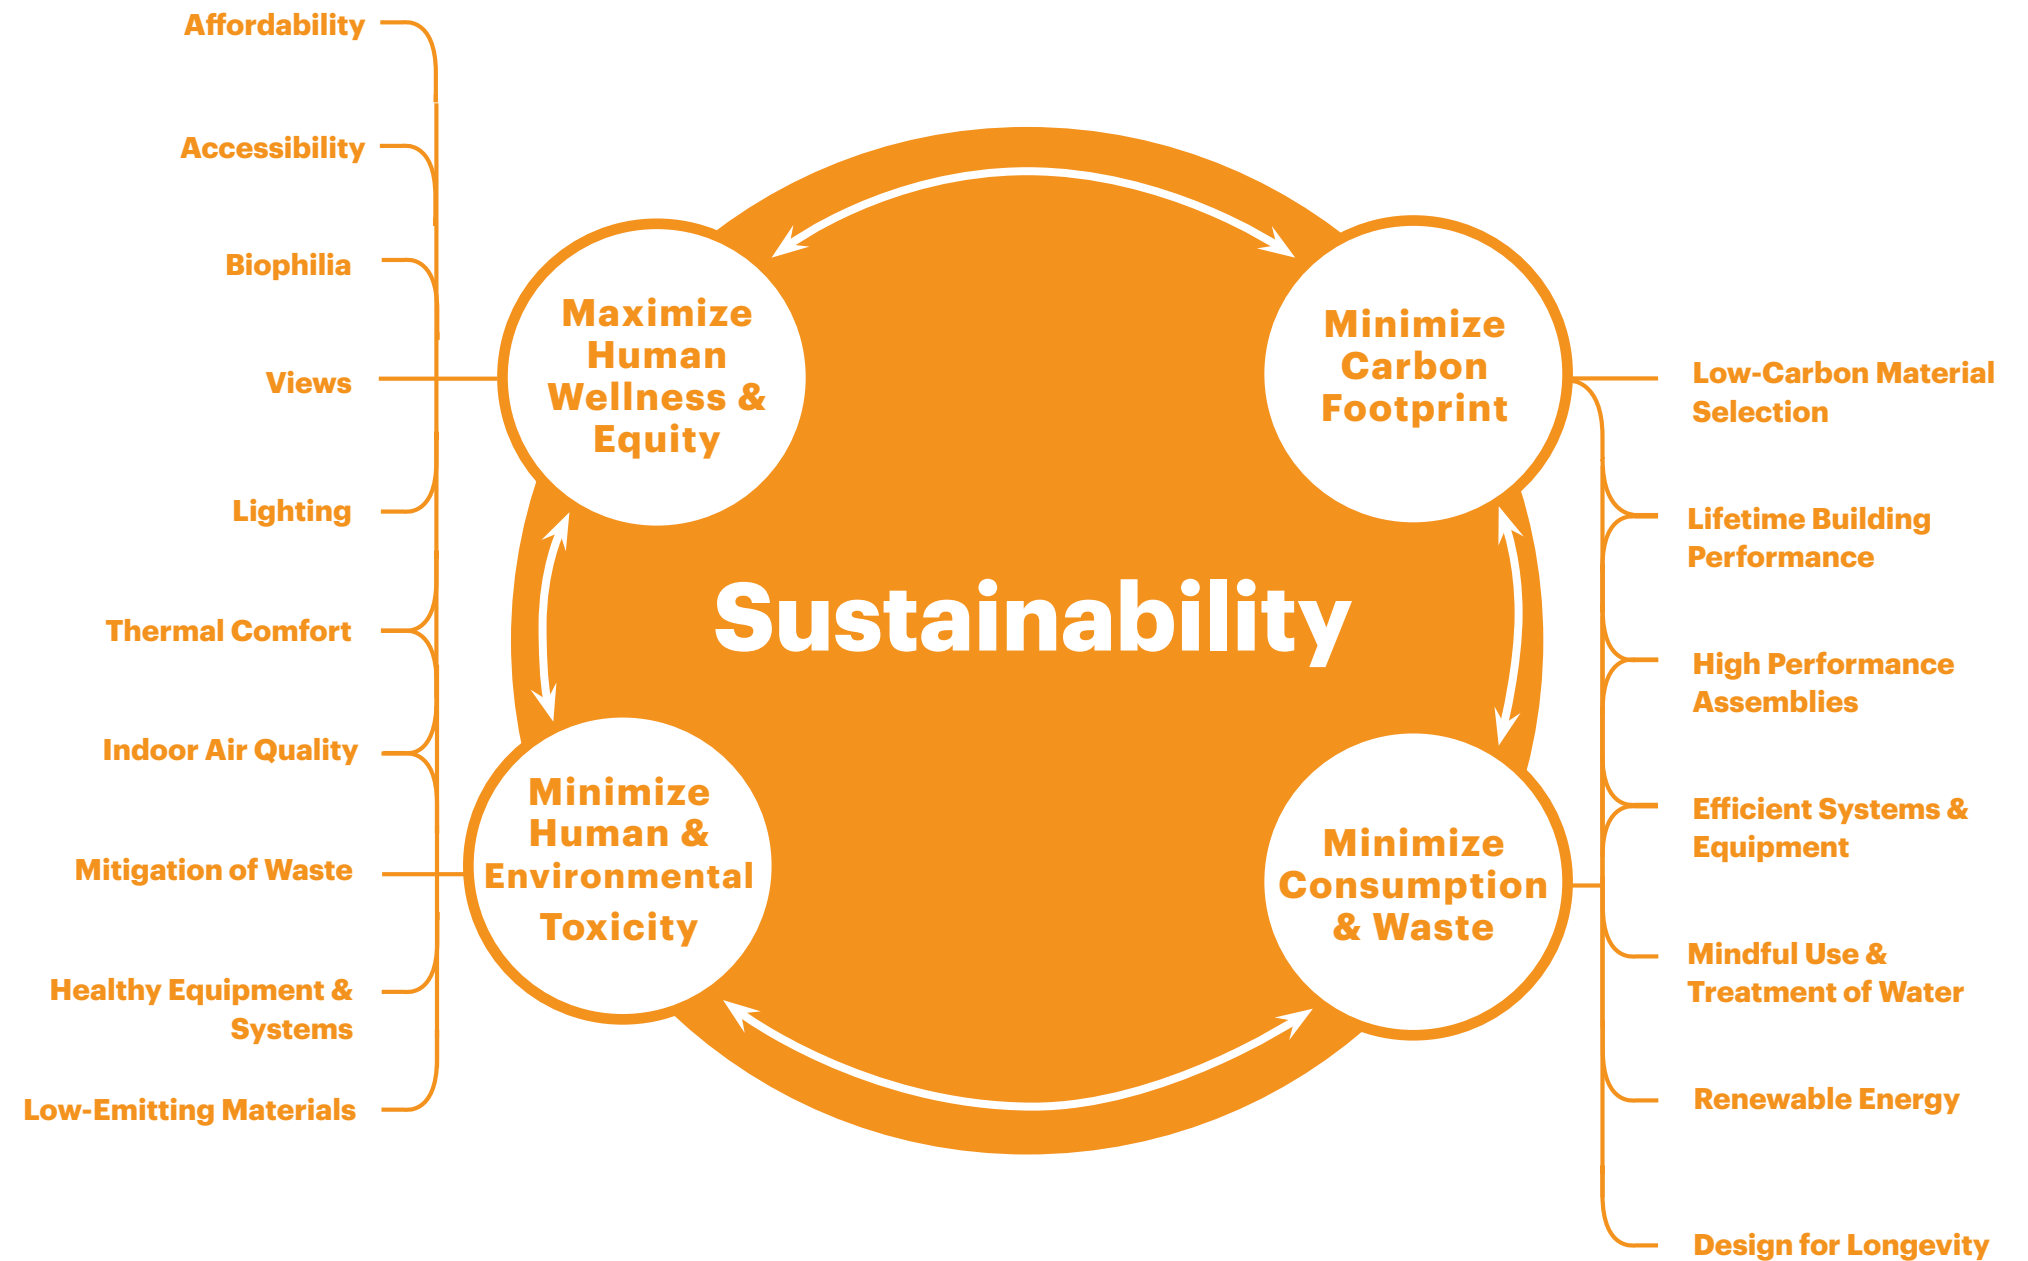 Affordability
Accessibility
Biophilia
Views
Lighting
Thermal Comfort
Indoor Air Quality
Mitigation of Waste
Healthy Equipment &
Systems
Low-Emitting Materials
Maximize
Human
Wellness &
Equity
Minimize
Human &
Environmental
Toxicity
Sustainability
Minimize
Carbon
Footprint
Minimize
Consumption
& Waste
Low-Carbon Material
Selection
Lifetime Building
Performance
High Performance
Assemblies
Efficient Systems &
Equipment
Mindful Use &
Treatment of Water
Renewable Energy
Design for Longevity